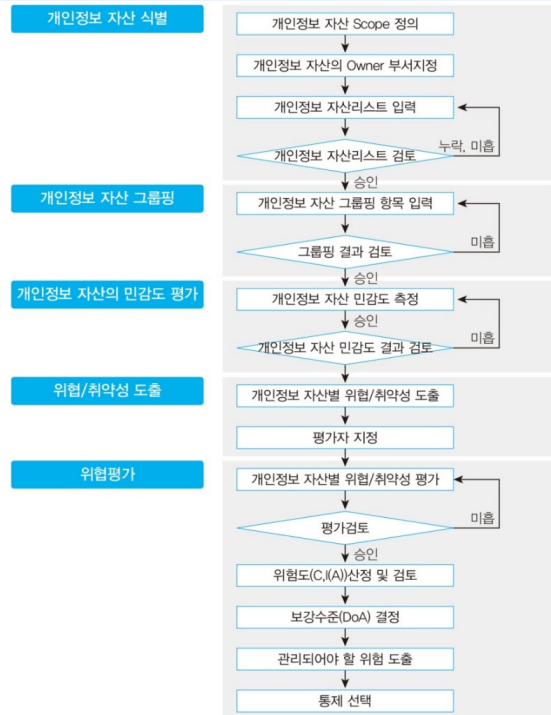 개인정보 자산 식별
개인정보 자산 Scope 정의
개인정보 자산의 Owner 부서지정
개인정보 자산리스트 입력
개인정보 자산리스트 검토
누락, 미흡
승인
개인정보 자산 그룹핑
개인정보 자산 그룹핑 항목 입력
그룹핑 결과 검토
미흡
승인
개인정보 자산의 민감도 평가
개인정보 자산 민감도 측정
승인
개인정보 자산 민감도 결과 검토
미흡
위협/취약성 도출
개인정보 자산별 위협/취약성 도출
평가자 지정
위협평가
개인정보 자산별 위협/취약성 평가
평가검토
미흡
승인
위험도(C,I(A))산정 및 검토
보강수준(DoA) 결정
관리되어야 할 위험 도출
통제 선택